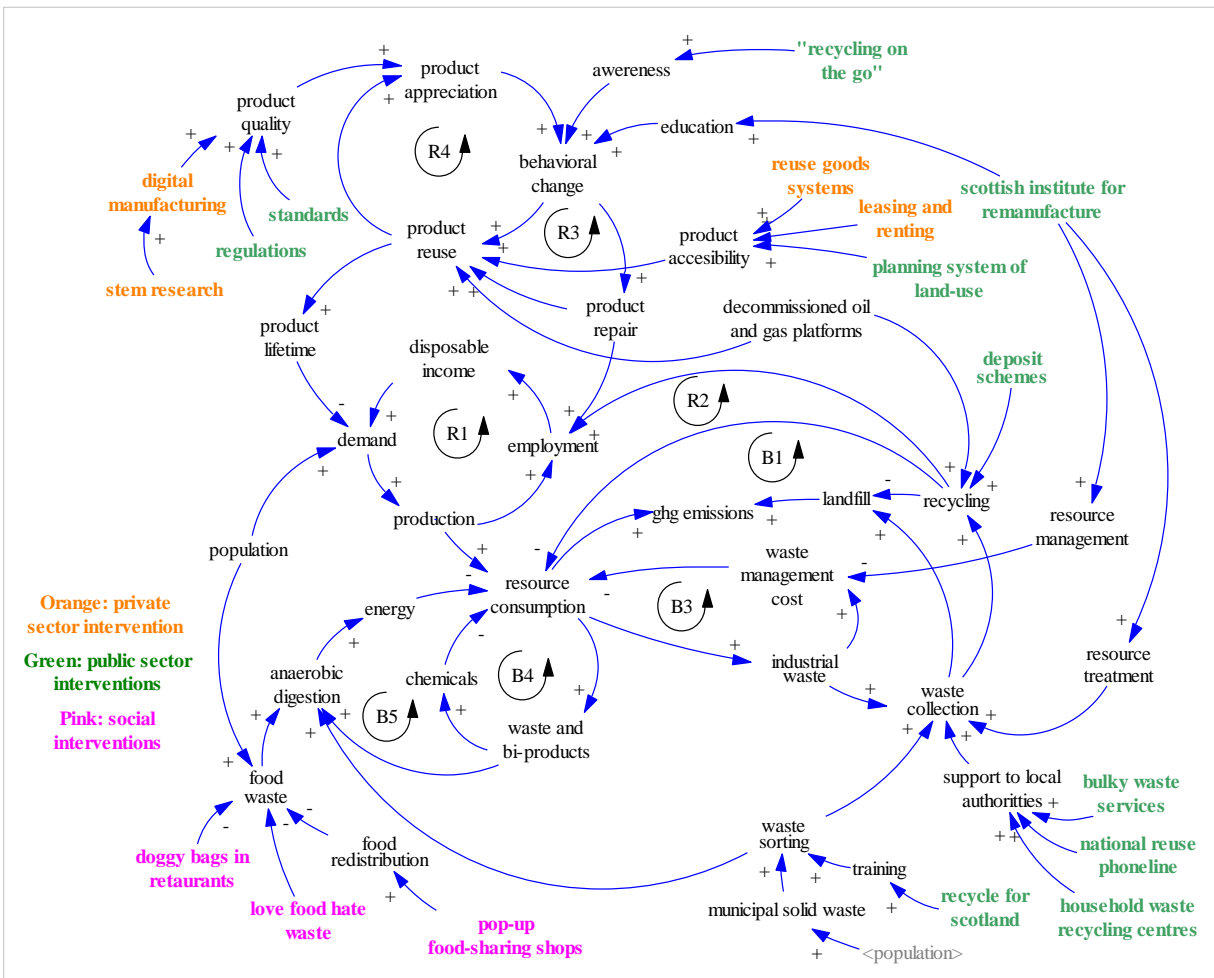 "recycling
on the go"
awereness
product
appreciation
product
quality
education
behavioral
change
R4
R3
digital
manufacturing
standards
regulations
stem research
product
reuse
reuse goods
systems
leasing and
renting
product
accesibility
planning system of
land-use
scottish institute for
remanufacture
product
lifetime
disposable
income
product
repair
decommissioned oil
and gas platforms
deposit
schemes
R1
R2
B1
demand
employment
production
ghg emissions
landfill
recycling
resource
management
population
resource
consumption
waste
management
cost
B3
energy
Orange: private
sector intervention
Green: public sector
interventions
Pink: social
interventions
anaerobic
digestion
chemicals
B4
B5
waste and
bi-products
industrial
waste
waste
collection
resource
treatment
food
waste
support to local
authoritties
bulky waste
services
national reuse
phoneline
household waste
recycling centres
doggy bags in
retaurants
food
redistribution
love food hate
waste
pop-up
food-sharing shops
waste
sorting
training
municipal solid waste
recycle for
scotland
<population>